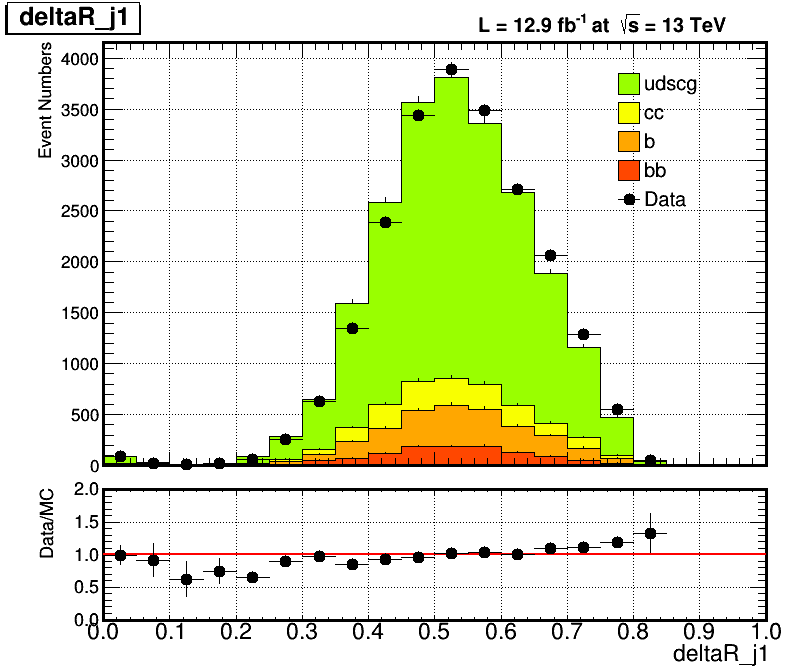 deltaR_j1
L = 12.9 fb-1 at √s = 13 TeV
Event Numbers
4000
3500
3000
2500
2000
1500
1000
500
0
udscg
cc
b
bb
Data
Data/MC
2.0
1.5
1.0
0.5
0.0
0.0 0.1 0.2 0.3 0.4 0.5 0.6 0.7 0.8 0.9 1.0
deltaR_j1